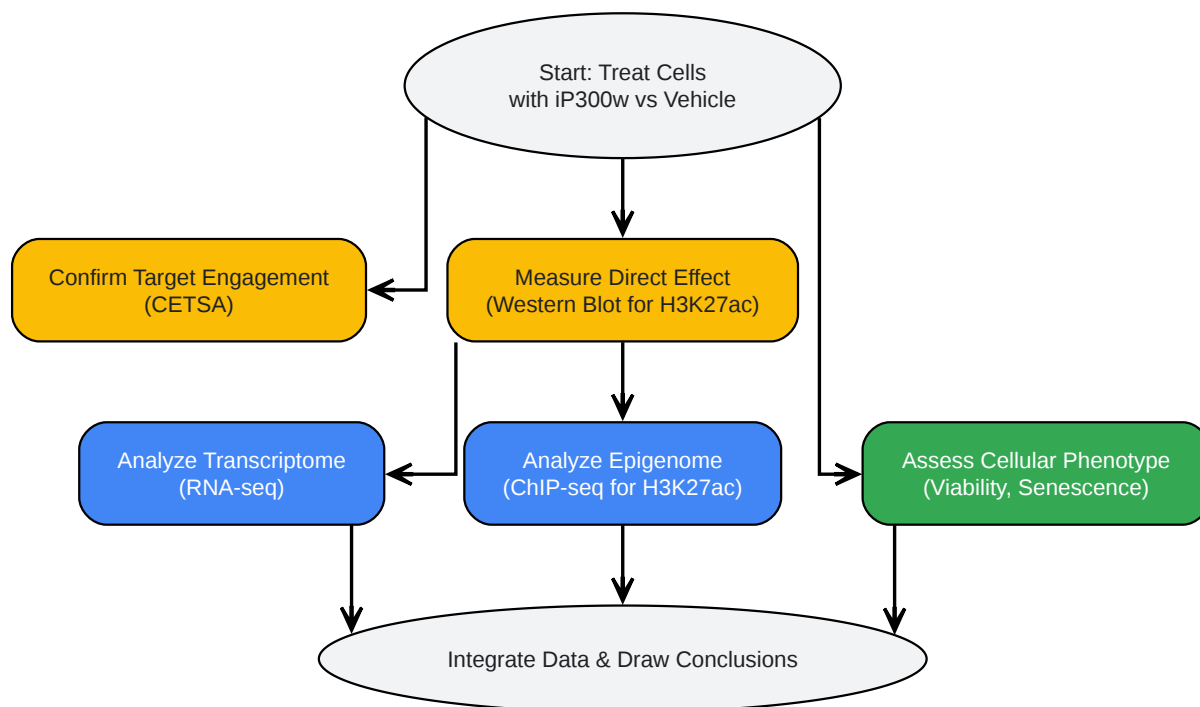 Start: Treat Cells
with iP300w vs Vehicle
Confirm Target Engagement
(CETSA)
Measure Direct Effect
(Western Blot for H3K27ac)
Analyze Transcriptome
(RNA-seq)
Analyze Epigenome
(ChIP-seq for H3K27ac)
Assess Cellular Phenotype
(Viability, Senescence)
Integrate Data & Draw Conclusions